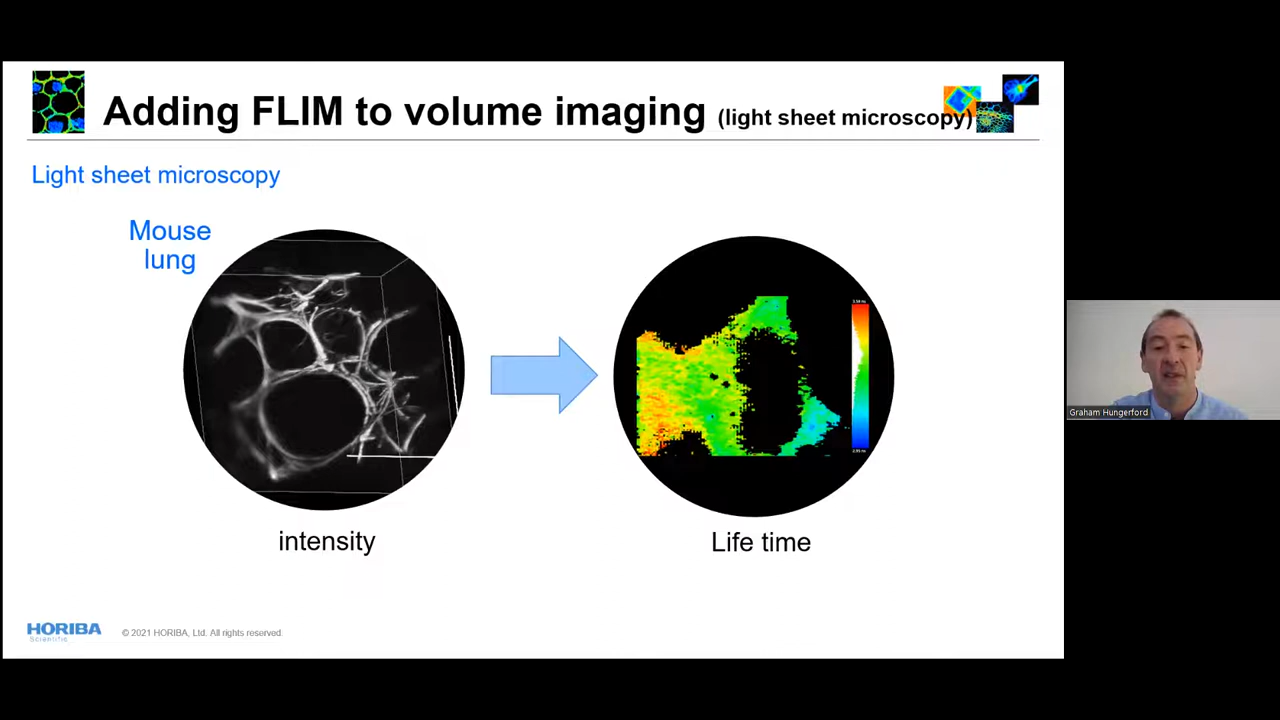 Adding FLIM to volume imaging (light sheet microscopy)
Light sheet microscopy
Mouse
lung
intensity
Life time
Graham Hungerford
HORIBA
Scientific
© 2021 HORIBA, Ltd. All rights reserved.